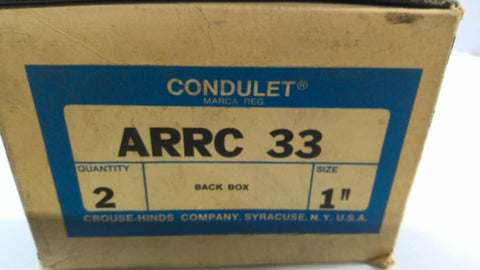 CONDULET®
MARCA REG.
ARRC 33
QUANTITY
2
BACK BOX
SIZE
1"
CROUSE-HINDS COMPANY, SYRACUSE, N.Y. U.S.A.